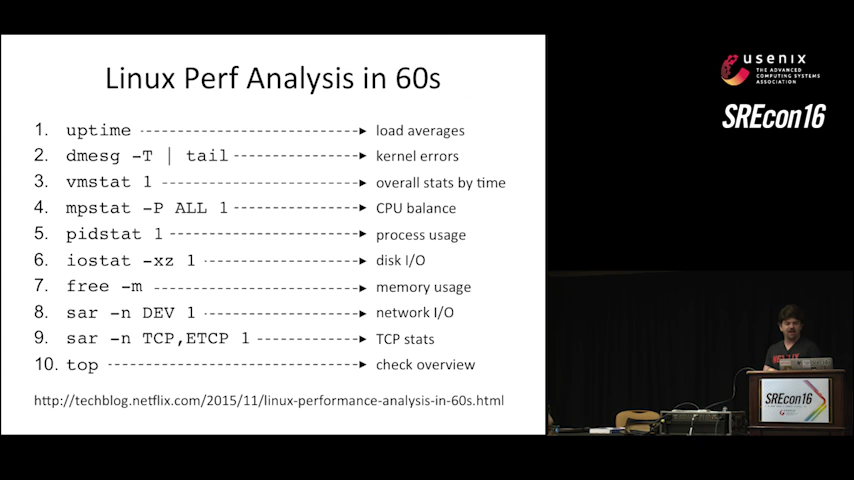 Linux Perf Analysis in 60s
1. uptime load averages
2. dmesg -T | tail kernel errors
3. vmstat 1 overall stats by time
4. mpstat -P ALL 1 CPU balance
5. pidstat 1 process usage
6. iostat -xz 1 disk I/O
7. free -m memory usage
8. sar -n DEV 1 network I/O
9. sar -n TCP,ETCP 1 TCP stats
10. top check overview
http://techblog.netflix.com/2015/11/linux-performance-analysis-in-60s.html
usenix
THE ADVANCED
COMPUTING SYSTEMS
ASSOCIATION
SREcon16
NETFLIX
SREcon16